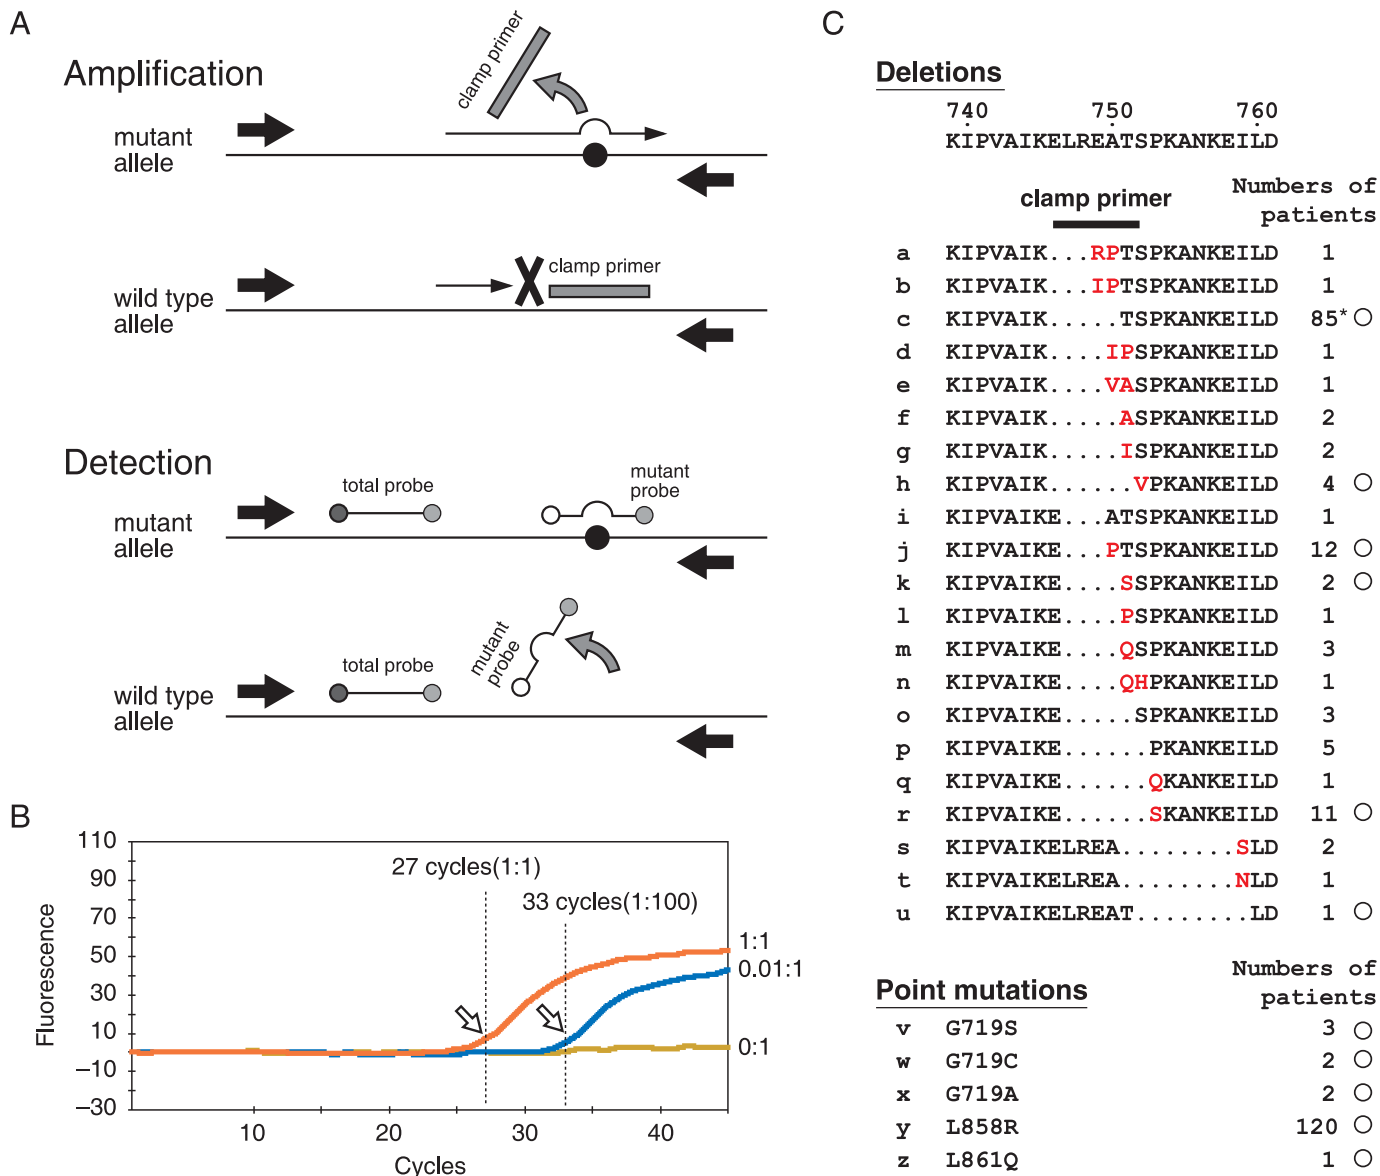 A
Amplification
clamp primer
mutant
allele
clamp primer
wild type
allele
Detection
total probe
mutant
probe
mutant
allele
mutant
probe
total probe
wild type
allele
B
110
90
70
50
30
10
−10
−30
Fluorescence
27 cycles(1:1)
33 cycles(1:100)
1:1
0.01:1
0:1
10 20 30 40
Cycles
C
Deletions
740 750 760
KIPVAIKELREATSPKANKEILD
Numbers of
patients
clamp primer
a KIPVAIK...RPTSPKANKEILD 1
b KIPVAIK...IPTSPKANKEILD 1
c KIPVAIK.....TSPKANKEILD 85* ○
d KIPVAIK....IPSPKANKEILD 1
e KIPVAIK....VASPKANKEILD 1
f KIPVAIK.....ASPKANKEILD 2
g KIPVAIK.....ISPKANKEILD 2
h KIPVAIK......VPKANKEILD 4 ○
i KIPVAIKE...ATSPKANKEILD 1
j KIPVAIKE...PTSPKANKEILD 12 ○
k KIPVAIKE....SSPKANKEILD 2 ○
l KIPVAIKE....PSPKANKEILD 1
m KIPVAIKE....QSPKANKEILD 3
n KIPVAIKE....QHPKANKEILD 1
o KIPVAIKE.....SPKANKEILD 3
p KIPVAIKE......PKANKEILD 5
q KIPVAIKE......QKANKEILD 1
r KIPVAIKE......SKANKEILD 11 ○
s KIPVAIKELREA........SLD 2
t KIPVAIKELREA........NLD 1
u KIPVAIKELREAT........LD 1 ○
Point mutations
Numbers of
patients
v G719S 3 ○
w G719C 2 ○
x G719A 2 ○
y L858R 120 ○
z L861Q 1 ○